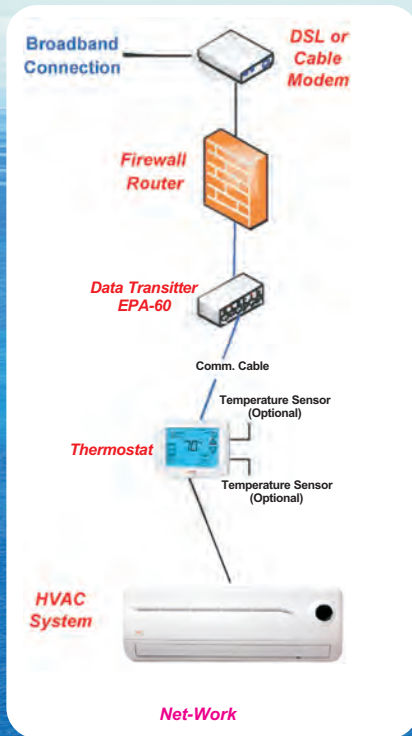 Broadband
Connection
DSL or
Cable
Modem
Firewall
Router
Data Transitter
EPA-60
Comm. Cable
Temperature Sensor
(Optional)
Thermostat
70
Temperature Sensor
(Optional)
HVAC
System
Net-Work